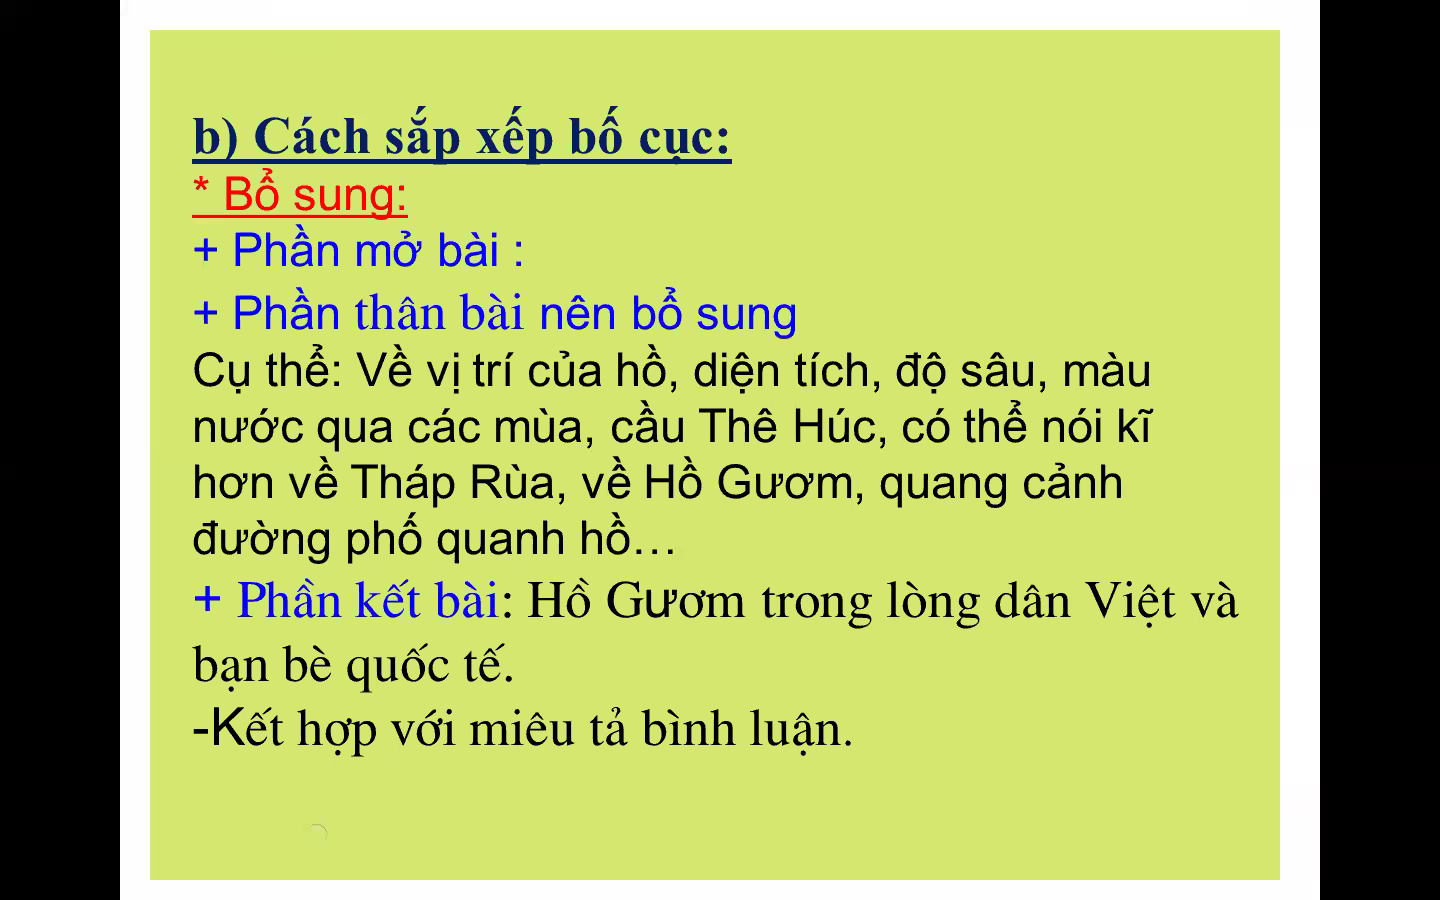 b) Cách sắp xếp bố cục:
* Bổ sung:
+ Phần mở bài :
+ Phần thân bài nên bổ sung
Cụ thể: Về vị trí của hồ, diện tích, độ sâu, màu
nước qua các mùa, cầu Thê Húc, có thể nói kĩ
hơn về Tháp Rùa, về Hồ Gươm, quang cảnh
đường phố quanh hồ…
+ Phần kết bài: Hồ Gươm trong lòng dân Việt và
bạn bè quốc tế.
-Kết hợp với miêu tả bình luận.